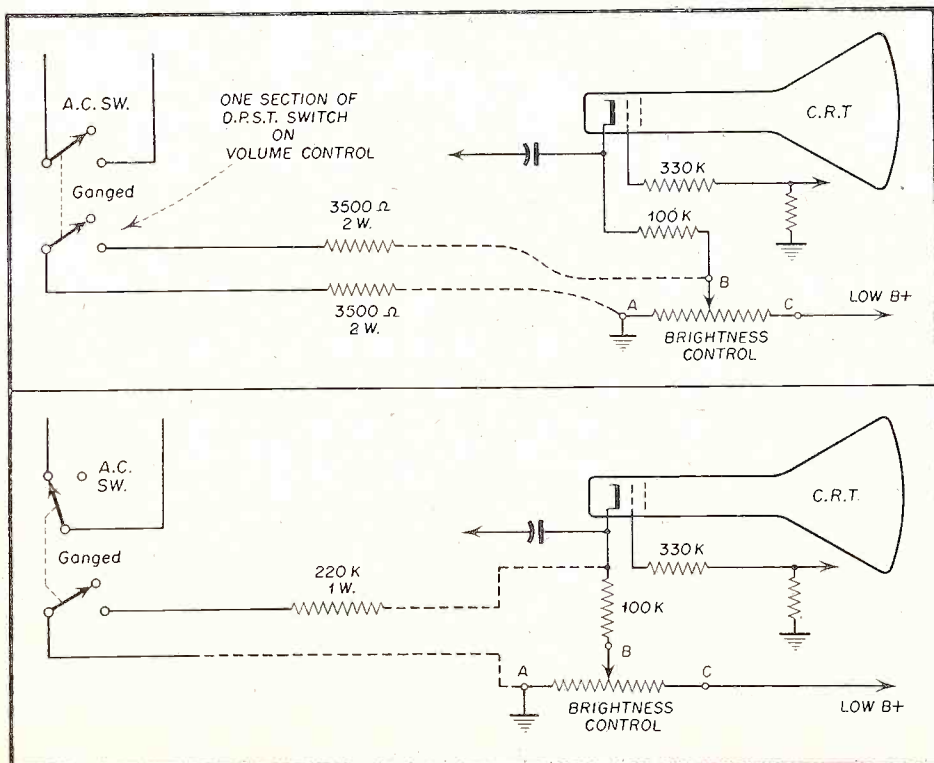 A.C. SW.
Ganged
ONE SECTION OF
D.P.S.T. SWITCH
ON
VOLUME CONTROL
3500 Ω
2 W.
3500 Ω
2 W.
C.R.T
330 K
100 K
B
A
C
LOW B+
BRIGHTNESS
CONTROL
A.C.
SW.
Ganged
220 K
1 W.
C.R.T.
330 K
100 K
B
A
C
LOW B+
BRIGHTNESS
CONTROL